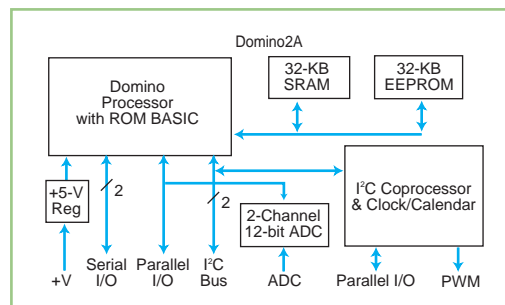 Domino2A
Domino
Processor
with ROM BASIC
32-KB
SRAM
32-KB
EEPROM
+5-V
Reg
2
2
2-Channel
12-bit ADC
I²C Coprocessor
& Clock/Calendar
+V
Serial
I/O
Parallel
I/O
I²C
Bus
ADC
Parallel I/O
PWM